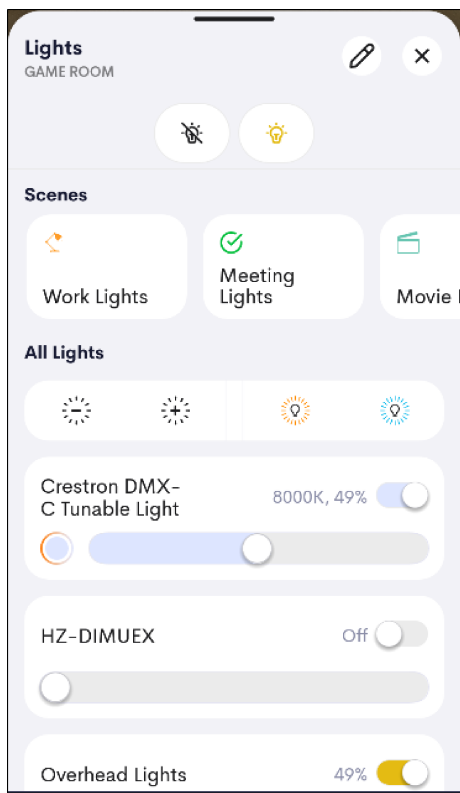 Lights
GAME ROOM
Scenes
Work Lights
Meeting
Lights
Movie
All Lights
Crestron DMX-
C Tunable Light
8000K, 49%
HZ-DIMUEX
Off
Overhead Lights
49%